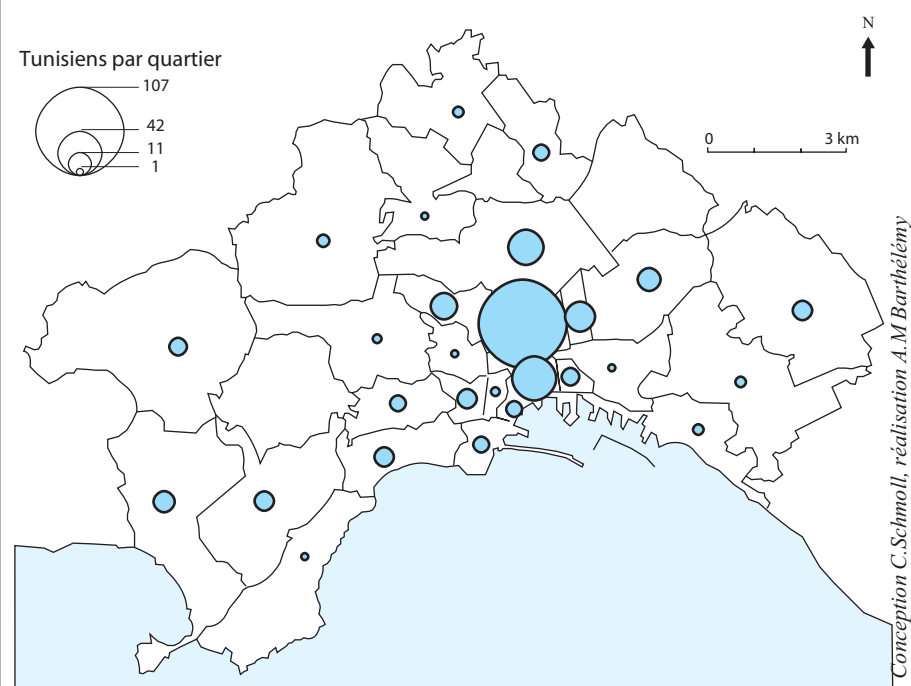 Tunisiens par quartier
107
42
11
1
N
0 3 km
Conception C.Schmoll, réalisation A.M Barthélémy